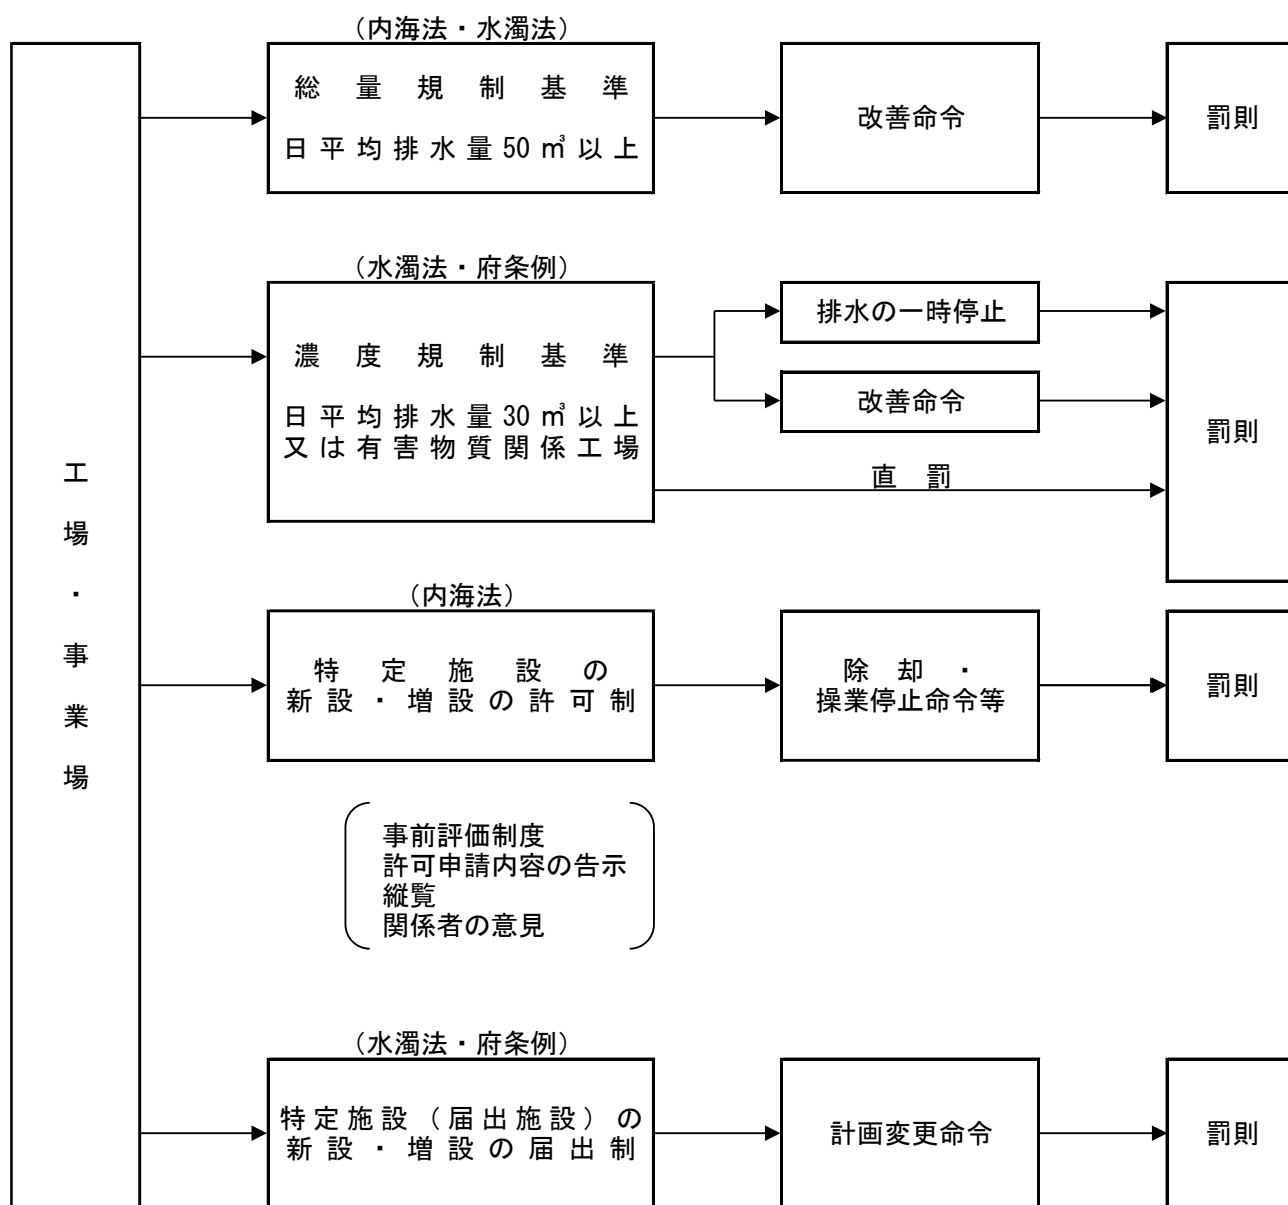 (内海法・水濁法)
総量規制基準
日平均排水量50㎥以上
改善命令
罰則
(水濁法・府条例)
濃度規制基準
日平均排水量30㎥以上
又は有害物質関係工場
排水の一時停止
改善命令
直罰
罰則
工場・事業場
(内海法)
特定施設の
新設・増設の許可制
除却・
操業停止命令等
罰則
事前評価制度
許可申請内容の告示
縦覧
関係者の意見
(水濁法・府条例)
特定施設(届出施設)の
新設・増設の届出制
計画変更命令
罰則